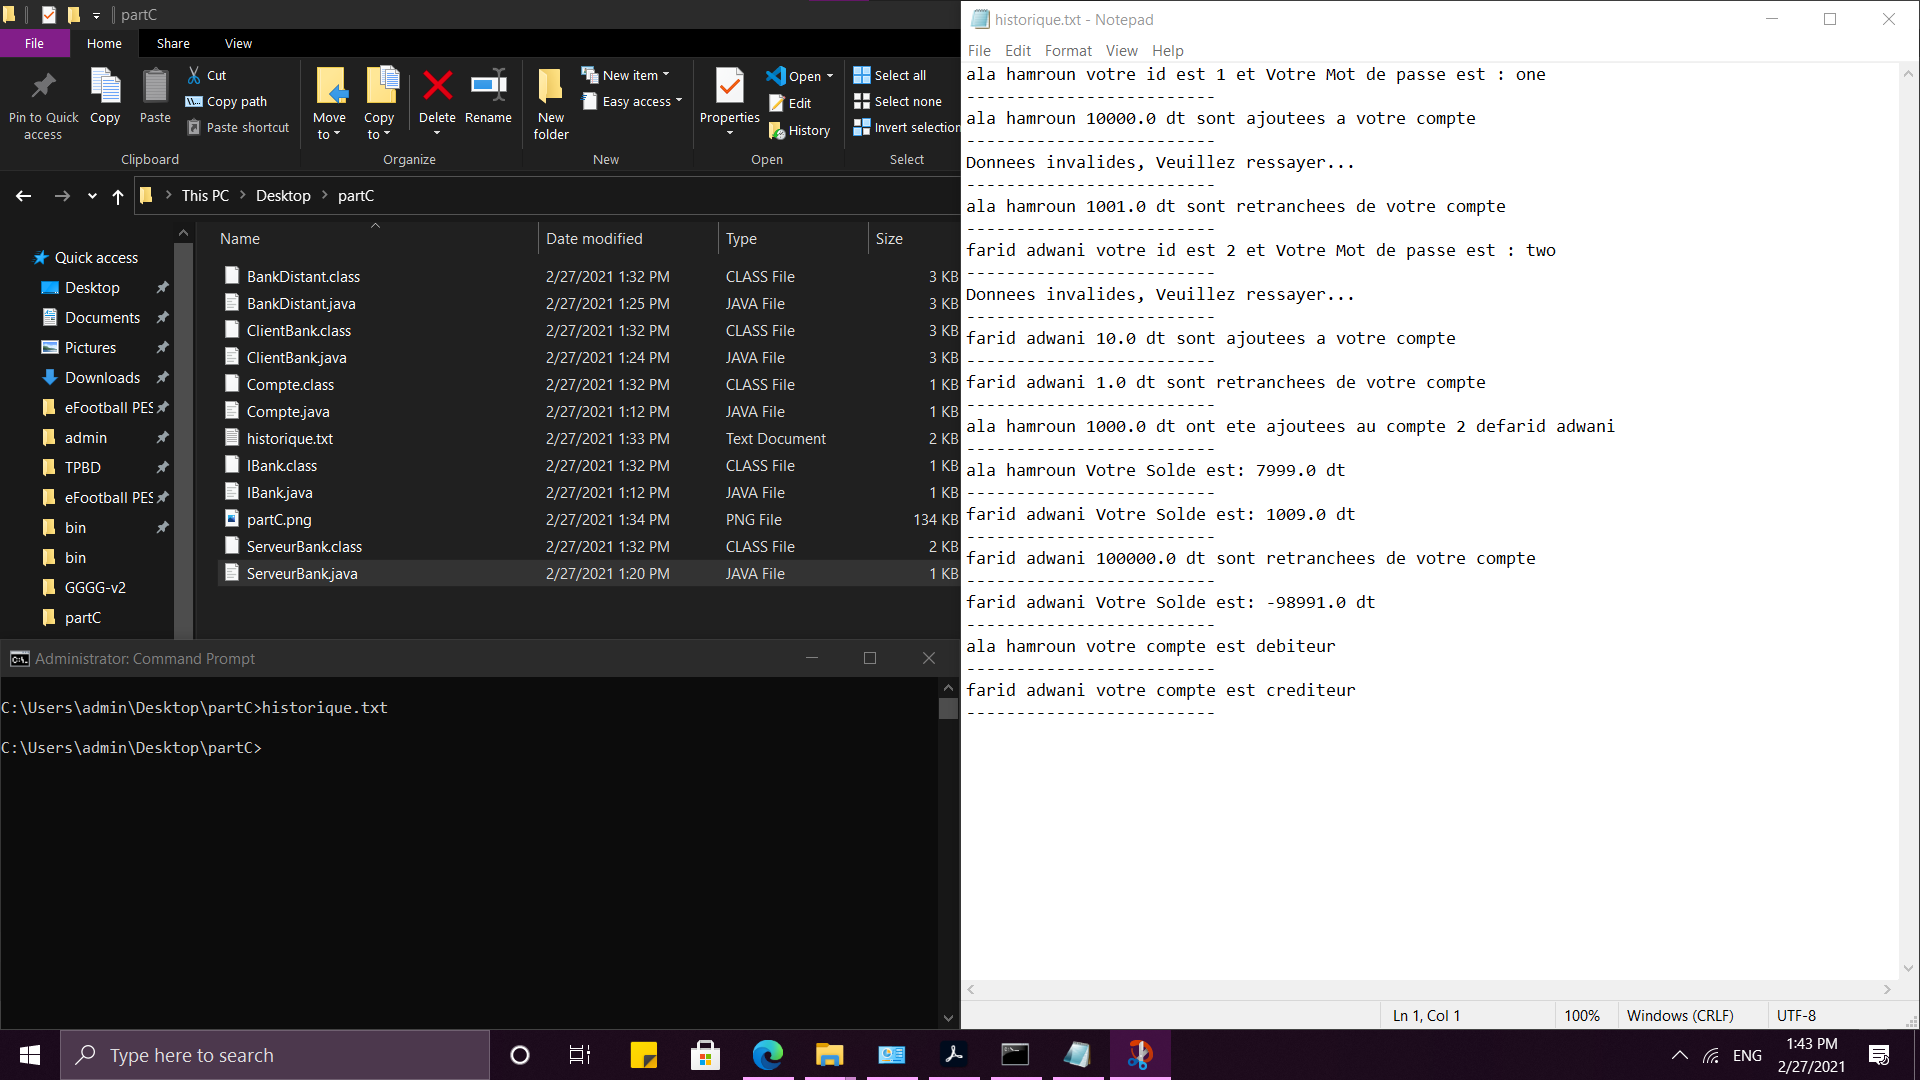 partC
File Home Share View
Pin to Quick access
Copy
Paste
Cut
Copy path
Paste shortcut
Clipboard
Move to
Copy to
Delete
Rename
Organize
New folder
New item
Easy access
New
Properties
Open
Edit
History
Open
Select all
Select none
Invert selection
Select
This PC > Desktop > partC
Quick access
Desktop
Documents
Pictures
Downloads
eFootball PES
admin
TPBD
eFootball PES
bin
bin
GGGG-v2
partC
Name Date modified Type Size
BankDistant.class 2/27/2021 1:32 PM CLASS File 3 KB
BankDistant.java 2/27/2021 1:25 PM JAVA File 3 KB
ClientBank.class 2/27/2021 1:32 PM CLASS File 3 KB
ClientBank.java 2/27/2021 1:24 PM JAVA File 3 KB
Compte.class 2/27/2021 1:32 PM CLASS File 1 KB
Compte.java 2/27/2021 1:12 PM JAVA File 1 KB
historique.txt 2/27/2021 1:33 PM Text Document 2 KB
IBank.class 2/27/2021 1:32 PM CLASS File 1 KB
IBank.java 2/27/2021 1:12 PM JAVA File 1 KB
partC.png 2/27/2021 1:34 PM PNG File 134 KB
ServeurBank.class 2/27/2021 1:32 PM CLASS File 2 KB
ServeurBank.java 2/27/2021 1:20 PM JAVA File 1 KB
Administrator: Command Prompt
C:\Users\admin\Desktop\partC>historique.txt
C:\Users\admin\Desktop\partC>
historique.txt - Notepad
File Edit Format View Help
ala hamroun votre id est 1 et Votre Mot de passe est : one
-------------------------
ala hamroun 10000.0 dt sont ajoutees a votre compte
-------------------------
Donnees invalides, Veuillez ressayer...
-------------------------
ala hamroun 1001.0 dt sont retranchees de votre compte
-------------------------
farid adwani votre id est 2 et Votre Mot de passe est : two
-------------------------
Donnees invalides, Veuillez ressayer...
-------------------------
farid adwani 10.0 dt sont ajoutees a votre compte
-------------------------
farid adwani 1.0 dt sont retranchees de votre compte
-------------------------
ala hamroun 1000.0 dt ont ete ajoutees au compte 2 defarid adwani
-------------------------
ala hamroun Votre Solde est: 7999.0 dt
-------------------------
farid adwani Votre Solde est: 1009.0 dt
-------------------------
farid adwani 100000.0 dt sont retranchees de votre compte
-------------------------
farid adwani Votre Solde est: -98991.0 dt
-------------------------
ala hamroun votre compte est debiteur
-------------------------
farid adwani votre compte est crediteur
-------------------------
Ln 1, Col 1 100% Windows (CRLF) UTF-8
Type here to search
ENG
1:43 PM
2/27/2021